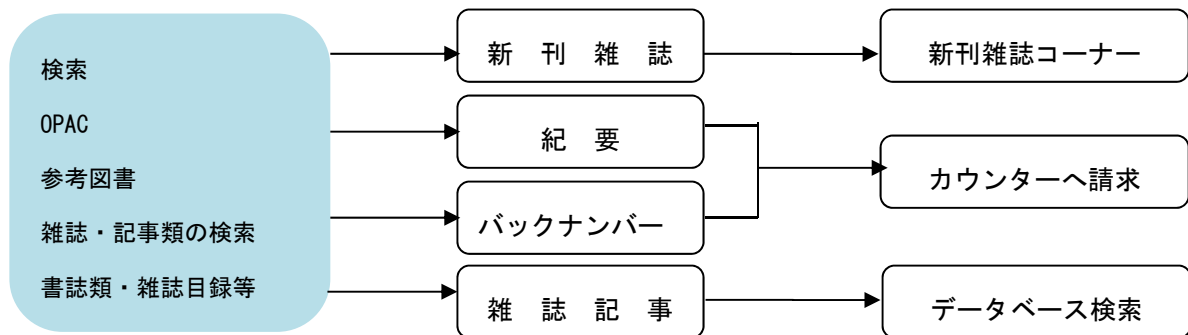 検索
OPAC
参考図書
雑誌・記事類の検索
書誌類・雑誌目録等
新刊雑誌
紀要
バックナンバー
雑誌記事
新刊雑誌コーナー
カウンターへ請求
データベース検索